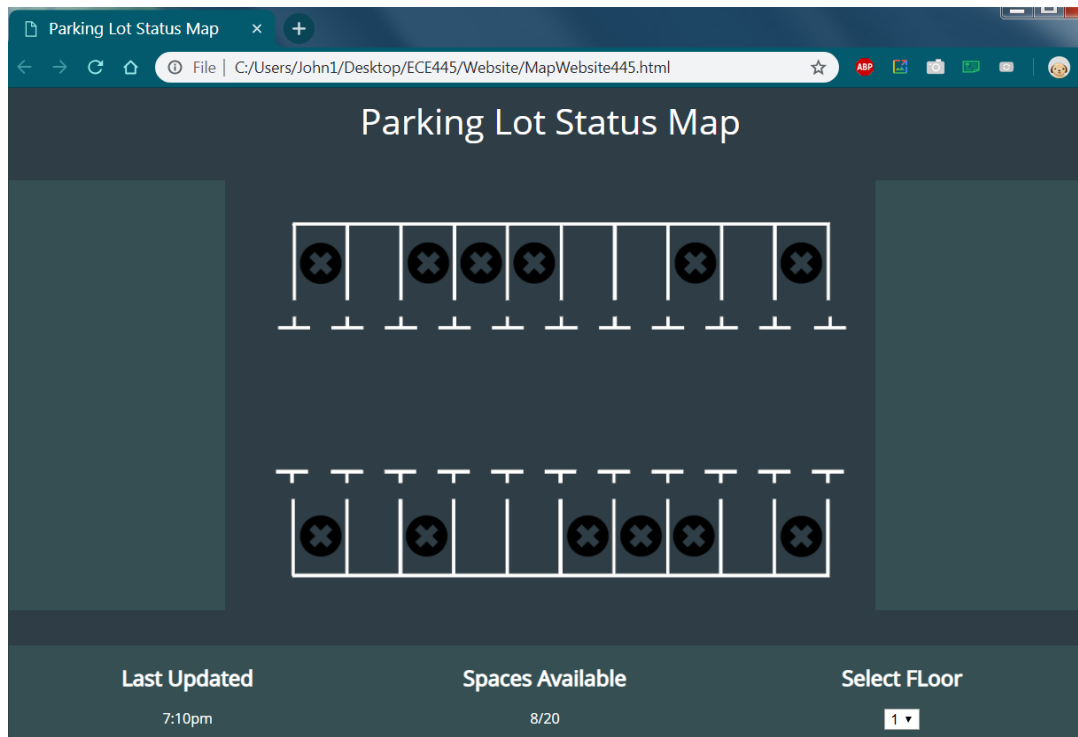 Parking Lot Status Map
File | C:/Users/John1/Desktop/ECE445/Website/MapWebsite445.html
ABP
Parking Lot Status Map
Last Updated
Spaces Available
Select FLoor
7:10pm
8/20
1